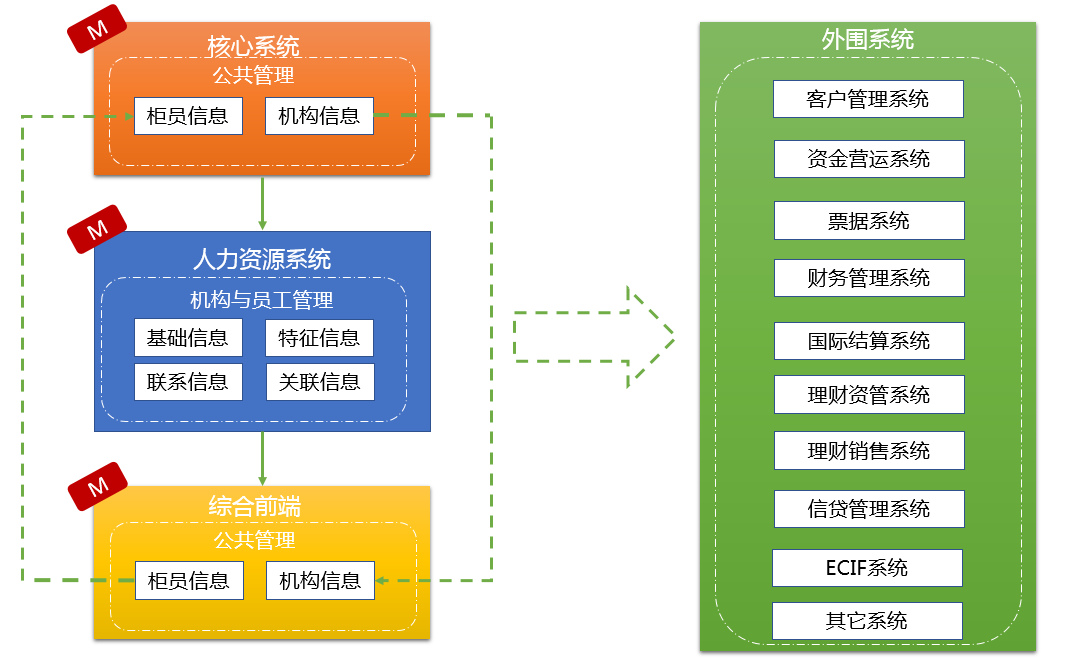 M
核心系统
公共管理
柜员信息
机构信息
M
人力资源系统
机构与员工管理
基础信息
特征信息
联系信息
关联信息
M
综合前端
公共管理
柜员信息
机构信息
外围系统
客户管理系统
资金营运系统
票据系统
财务管理系统
国际结算系统
理财资管系统
理财销售系统
信贷管理系统
ECIF系统
其它系统